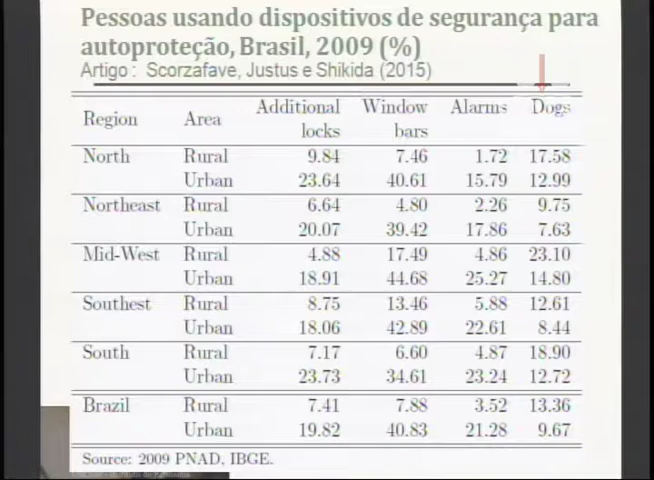 Pessoas usando dispositivos de segurança para
autoproteção, Brasil, 2009 (%)
Artigo : Scorzafave, Justus e Shikida (2015)
Region Area Additional locks Window bars Alarms Dogs
North Rural 9.84 7.46 1.72 17.58
Urban 23.64 40.61 15.79 12.99
Northeast Rural 6.64 4.80 2.26 9.75
Urban 20.07 39.42 17.86 7.63
Mid-West Rural 4.88 17.49 4.86 23.10
Urban 18.91 44.68 25.27 14.80
Southest Rural 8.75 13.46 5.88 12.61
Urban 18.06 42.89 22.61 8.44
South Rural 7.17 6.60 4.87 18.90
Urban 23.73 34.61 23.24 12.72
Brazil Rural 7.41 7.88 3.52 13.36
Urban 19.82 40.83 21.28 9.67
Source: 2009 PNAD, IBGE.